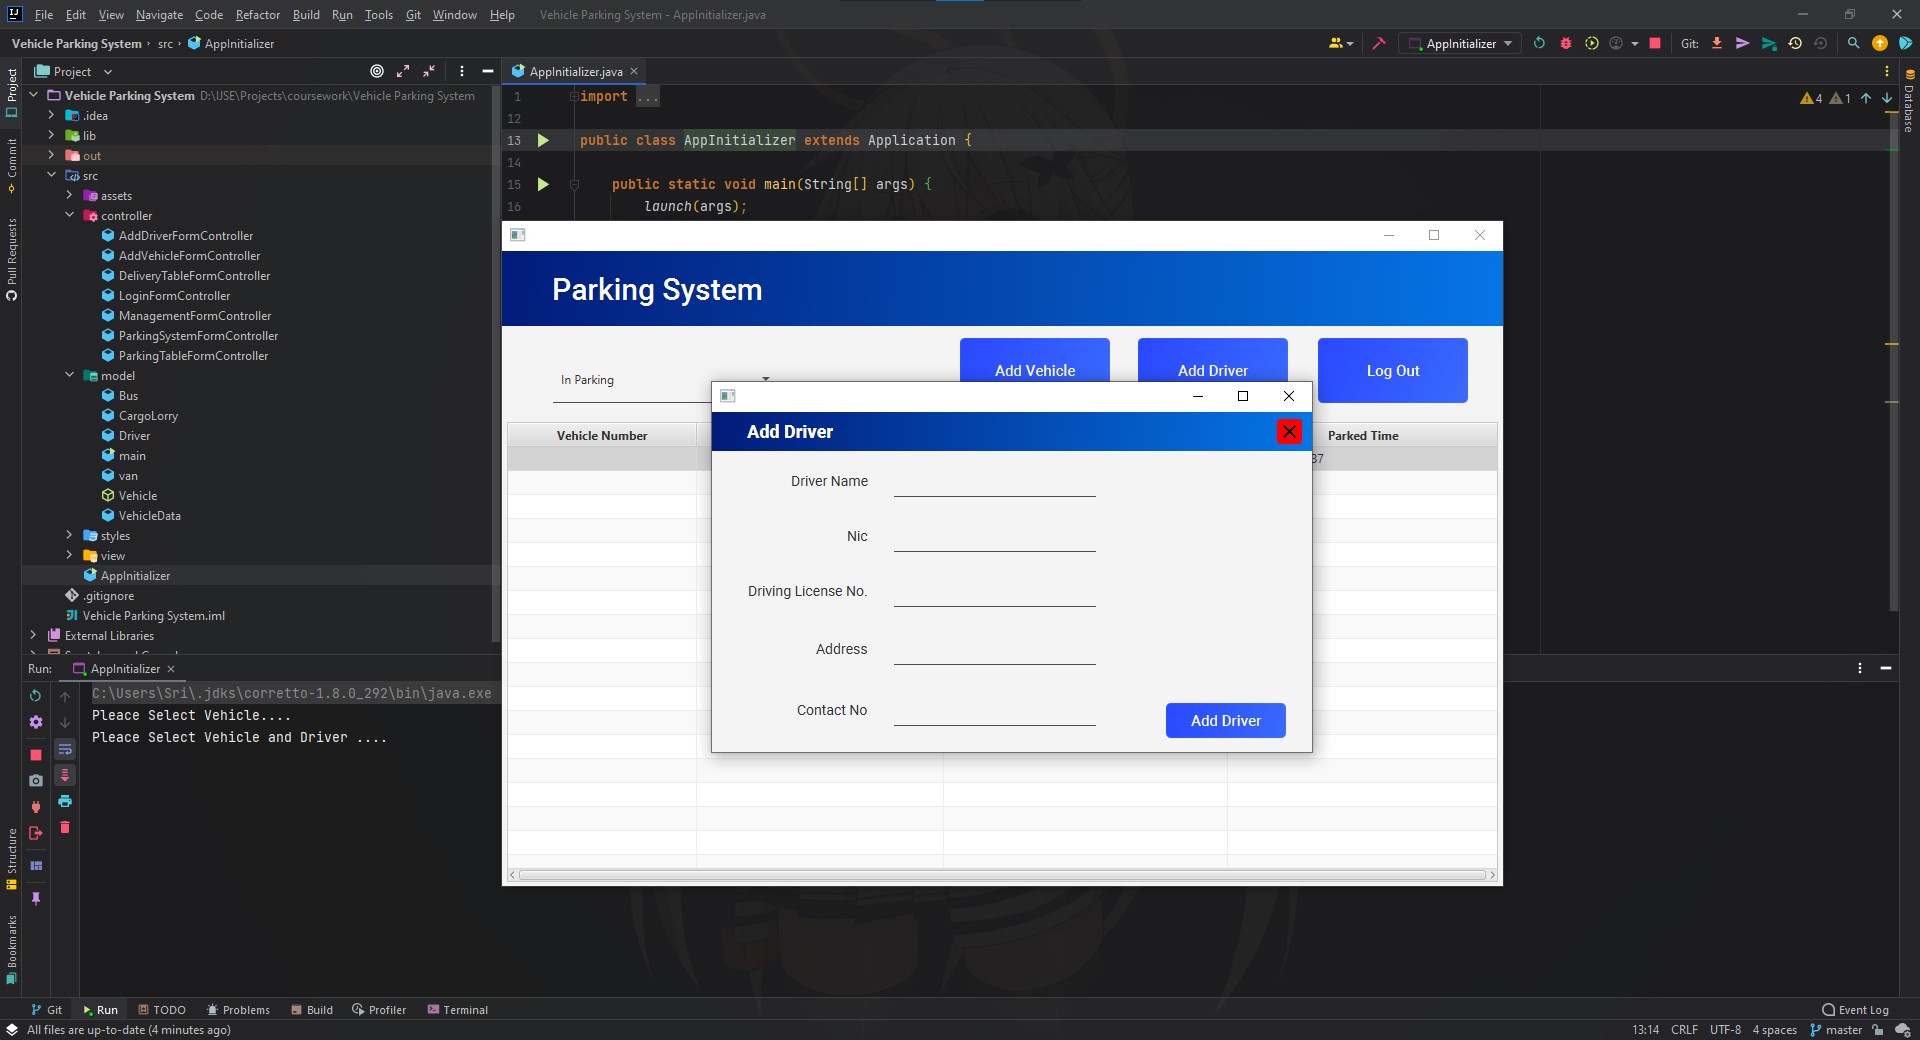 File Edit View Navigate Code Refactor Build Run Tools Git Window Help Vehicle Parking System - AppInitializer.java
Vehicle Parking System src AppInitializer
AppInitializer Git:
Project
AppInitializer.java
Vehicle Parking System D:\IJSE\Projects\coursework\Vehicle Parking System
.idea
lib
out
src
assets
controller
AddDriverFormController
AddVehicleFormController
DeliveryTableFormController
LoginFormController
ManagementFormController
ParkingSystemFormController
ParkingTableFormController
model
Bus
CargoLorry
Driver
main
van
Vehicle
VehicleData
styles
view
AppInitializer
.gitignore
Vehicle Parking System.iml
External Libraries
Project
Commit
Pull Requests
Structure
Bookmarks
Database
1 import ...
12
13 public class AppInitializer extends Application {
14
15 public static void main(String[] args) {
16 launch(args);
4 1
Parking System
In Parking
Add Vehicle
Add Driver
Log Out
Vehicle Number
Parked Time
37
Add Driver
Driver Name
Nic
Driving License No.
Address
Contact No
Add Driver
Run: AppInitializer
C:\Users\Sri\.jdks\corretto-1.8.0_292\bin\java.exe
Pleace Select Vehicle....
Pleace Select Vehicle and Driver ....
Git Run TODO Problems Build Profiler Terminal Event Log
All files are up-to-date (4 minutes ago) 13:14 CRLF UTF-8 4 spaces master